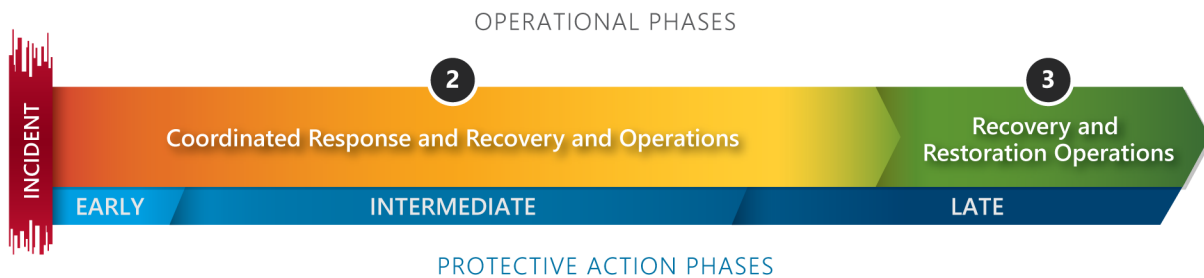 OPERATIONAL PHASES
INCIDENT
2
Coordinated Response and Recovery and Operations
3
Recovery and
Restoration Operations
EARLY
INTERMEDIATE
LATE
PROTECTIVE ACTION PHASES